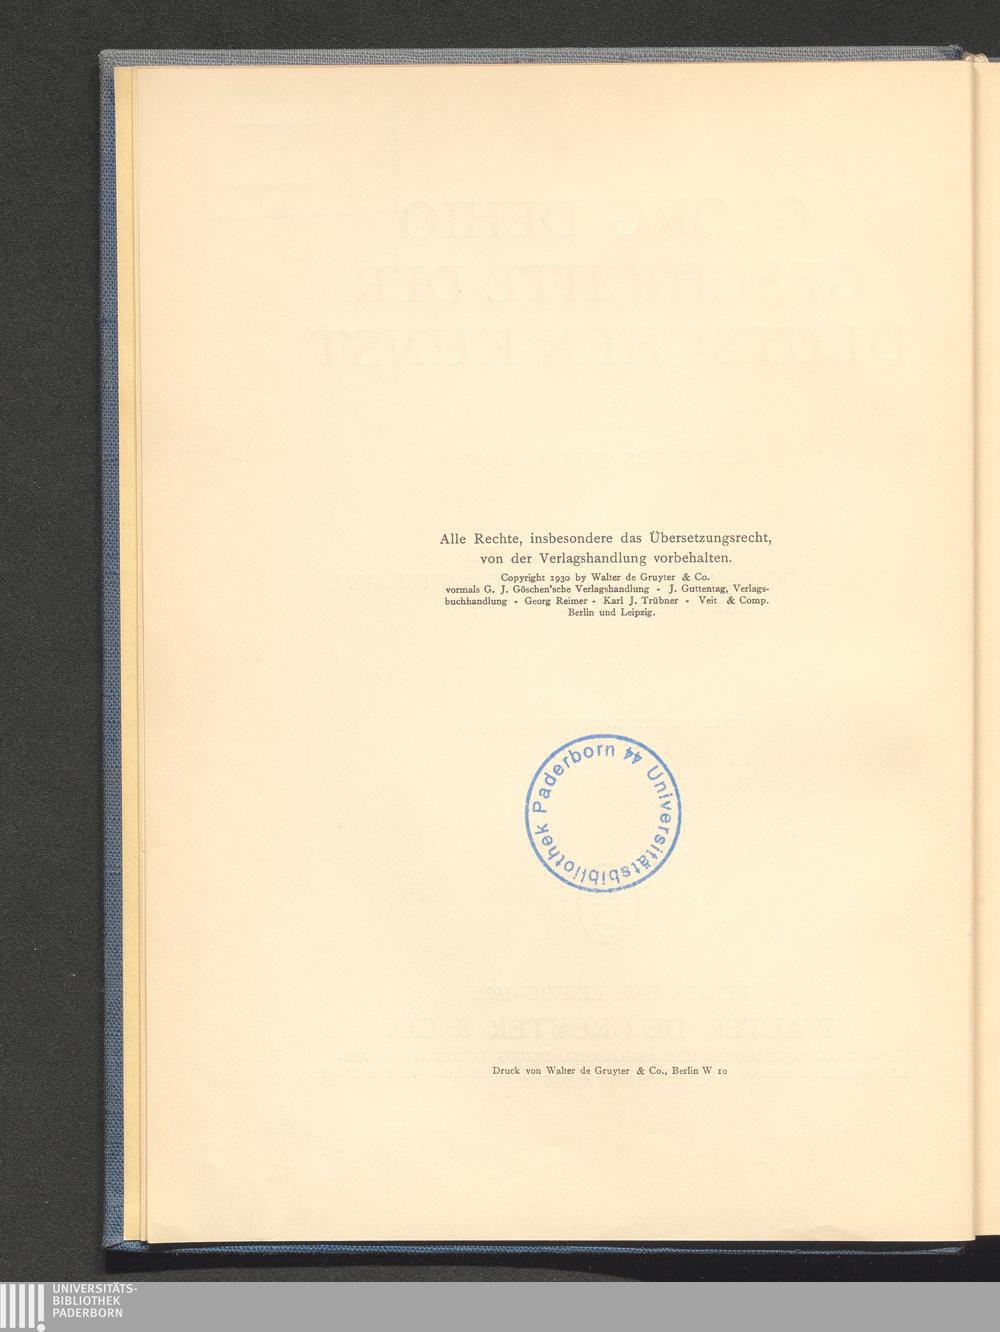 Alle Rechte, insbesondere das Übersetzungsrecht,
von der Verlagshandlung vorbehalten.
Copyright 1930 by Walter de Gruyter & Co.
vormals G. J. Göschen'sche Verlagshandlung - J. Guttentag, Verlags-
buchhandlung - Georg Reimer - Karl J. Trübner - Veit & Comp.
Berlin und Leipzig.
Universitätsbibliothek Paderborn 44
Druck von Walter de Gruyter & Co., Berlin W 10
UNIVERSITÄTS-
BIBLIOTHEK
PADERBORN